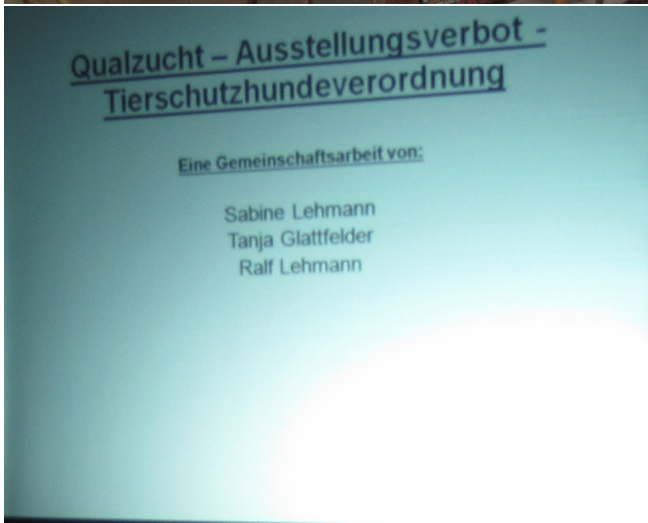 Qualzucht – Ausstellungsverbot -
Tierschutzhundeverordnung
Eine Gemeinschaftsarbeit von:
Sabine Lehmann
Tanja Glattfelder
Ralf Lehmann